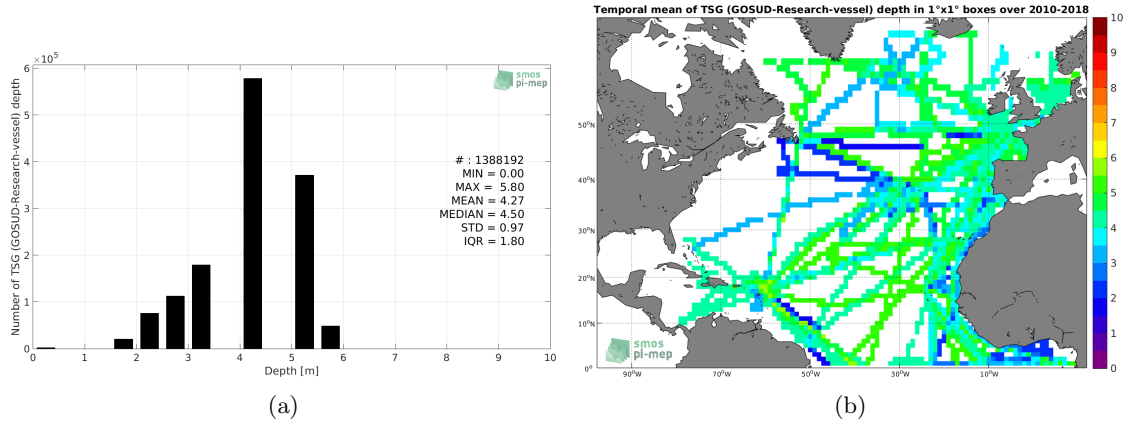 ×10⁵
6
5
4
3
2
1
0
Number of TSG (GOSUD-Research-vessel) depth
smos
pi-mep
# : 1388192
MIN = 0.00
MAX = 5.80
MEAN = 4.27
MEDIAN = 4.50
STD = 0.97
IQR = 1.80
0 1 2 3 4 5 6 7 8 9 10
Depth [m]
(a)
Temporal mean of TSG (GOSUD-Research-vessel) depth in 1°x1° boxes over 2010-2018
50°N
40°N
30°N
20°N
10°N
0°
90°W 70°W 50°W 30°W 10°W
smos
pi-mep
10
9
8
7
6
5
4
3
2
1
0
(b)